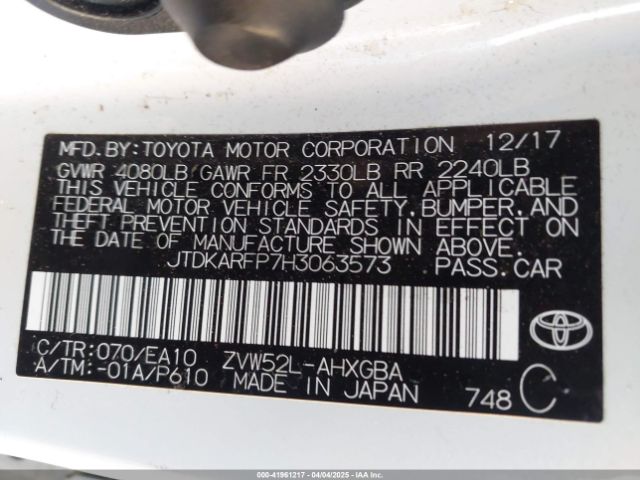 MFD. BY: TOYOTA MOTOR CORPORATION 12/17
GVWR 4080LB GAWR FR 2330LB RR 2240LB
THIS VEHICLE CONFORMS TO ALL APPLICABLE
FEDERAL MOTOR VEHICLE SAFETY, BUMPER, AND
THEFT PREVENTION STANDARDS IN EFFECT ON
THE DATE OF MANUFACTURE SHOWN ABOVE.
JTDKARFP7H3063573 PASS. CAR
C/TR: 070/EA10 ZVW52L-AHXGBA
A/TM: -01A/P610 MADE IN JAPAN 748 C
000-41961217 - 04/04/2025 - IAAI.COM